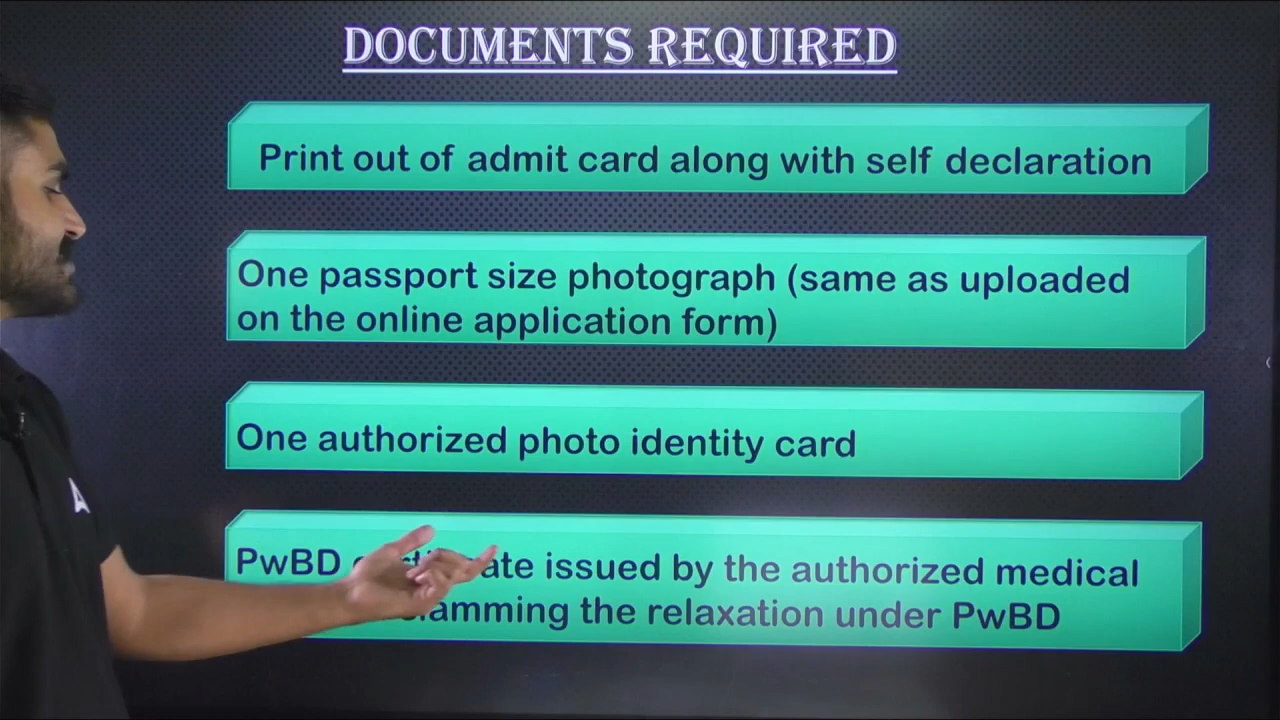 DOCUMENTS REQUIRED
Print out of admit card along with self declaration
One passport size photograph (same as uploaded
on the online application form)
One authorized photo identity card
PwBD issued by the authorized medical
the relaxation under PwBD